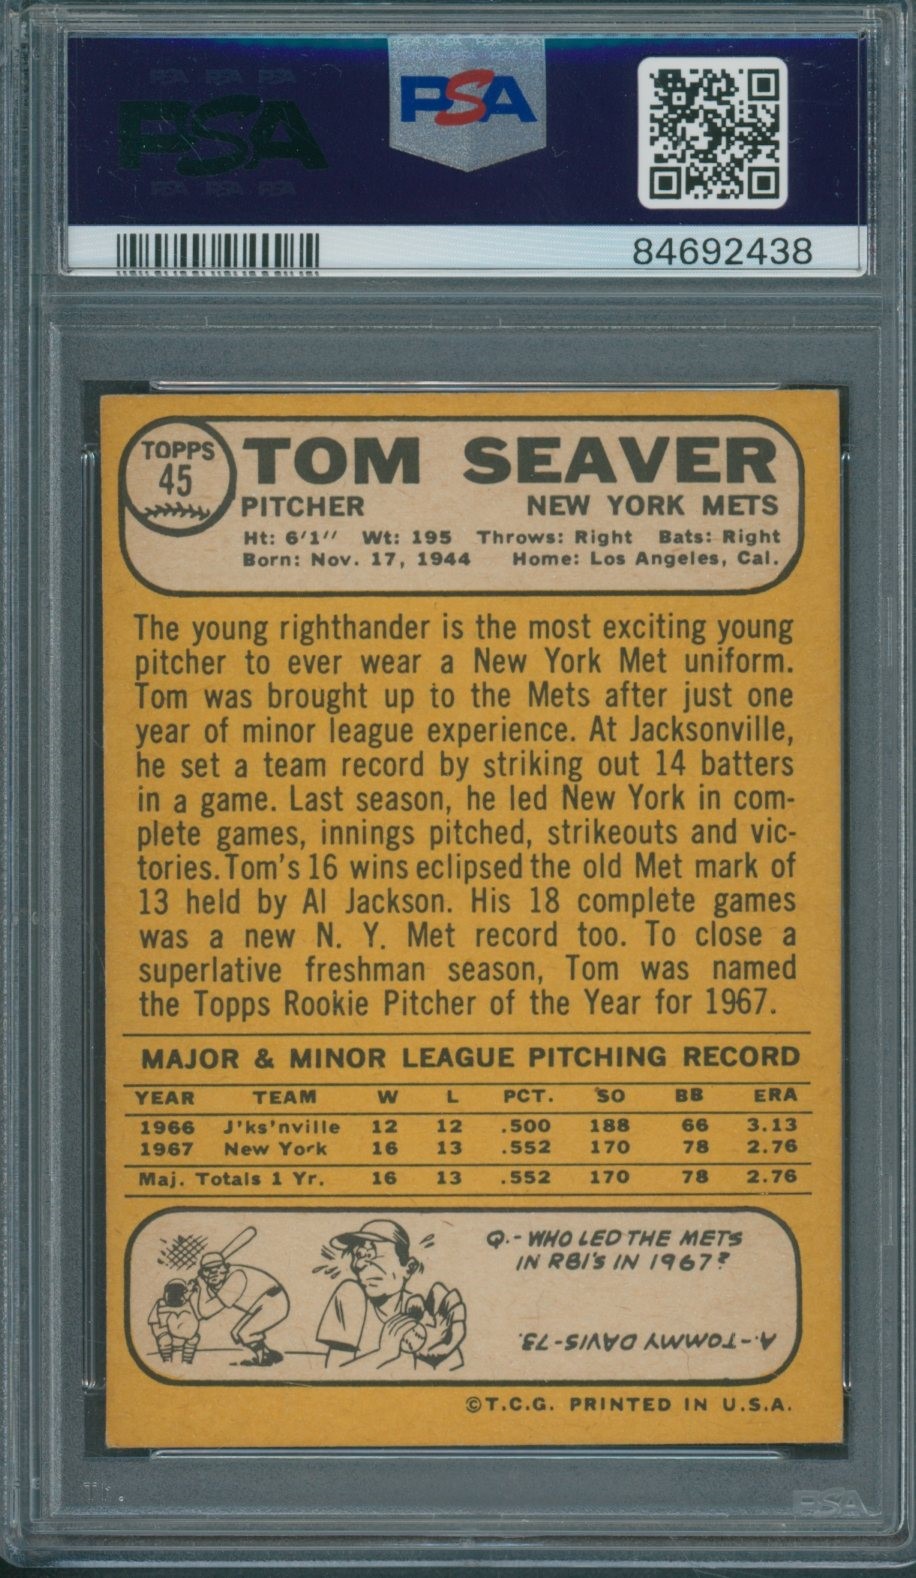 PSA PSA PSA
PSA
PSA PSA PSA
PSA
84692438
TOPPS
45
TOM SEAVER
PITCHER NEW YORK METS
Ht: 6'1" Wt: 195 Throws: Right Bats: Right
Born: Nov. 17, 1944 Home: Los Angeles, Cal.
The young righthander is the most exciting young
pitcher to ever wear a New York Met uniform.
Tom was brought up to the Mets after just one
year of minor league experience. At Jacksonville,
he set a team record by striking out 14 batters
in a game. Last season, he led New York in com-
plete games, innings pitched, strikeouts and vic-
tories. Tom's 16 wins eclipsed the old Met mark of
13 held by Al Jackson. His 18 complete games
was a new N. Y. Met record too. To close a
superlative freshman season, Tom was named
the Topps Rookie Pitcher of the Year for 1967.
MAJOR & MINOR LEAGUE PITCHING RECORD
YEAR TEAM W L PCT. SO BB ERA
1966 J'ks'nville 12 12 .500 188 66 3.13
1967 New York 16 13 .552 170 78 2.76
Maj. Totals 1 Yr. 16 13 .552 170 78 2.76
Q.-WHO LED THE METS
IN RBI'S IN 1967?
A.-TOMMY DAVIS-73.
©T.C.G. PRINTED IN U.S.A.
PSA